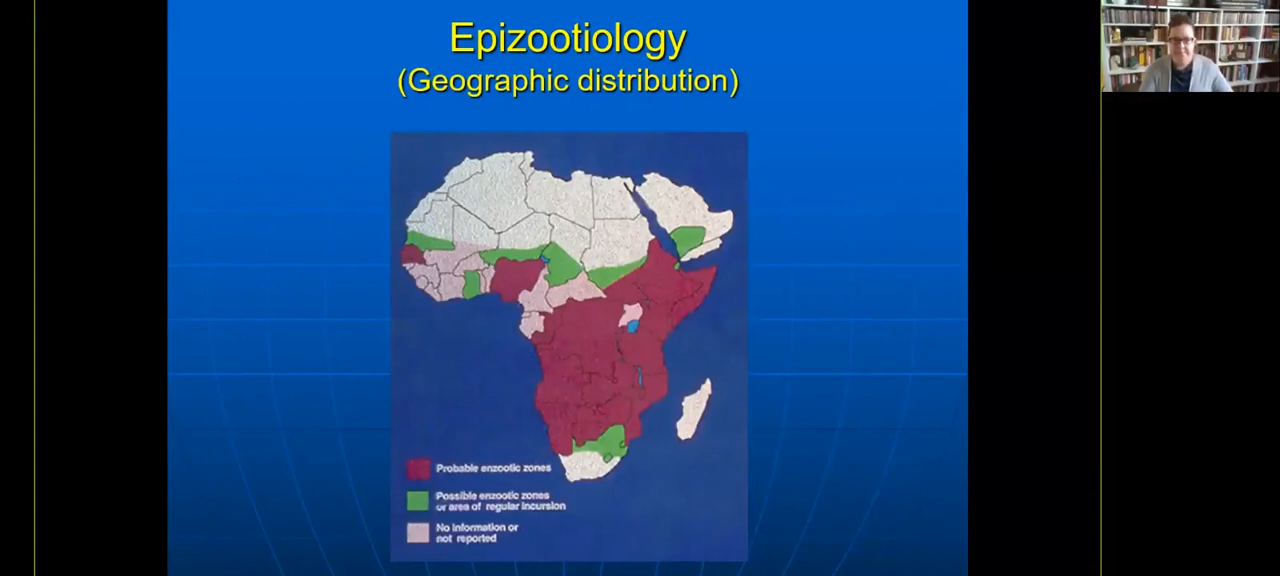 Epizootiology
(Geographic distribution)
Probable enzootic zones
Possible enzootic zones
or area of regular incursion
No information or
not reported